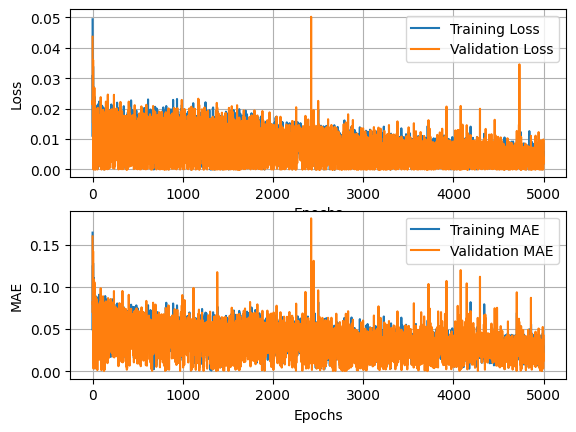 0.05
0.04
0.03
0.02
0.01
0.00
Loss
Training Loss
Validation Loss
0 1000 2000 3000 4000 5000
Epochs
0.15
0.10
0.05
0.00
MAE
Training MAE
Validation MAE
0 1000 2000 3000 4000 5000
Epochs